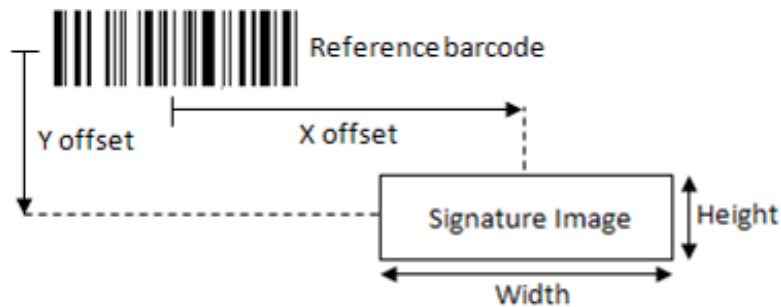 Reference barcode
X offset
Y offset
Signature Image
Height
Width